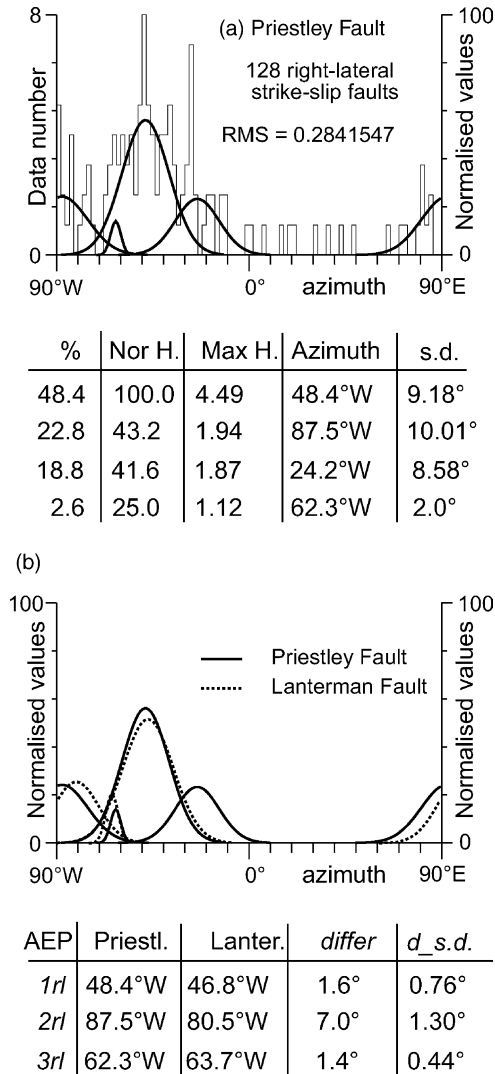 8
100
(a) Priestley Fault
128 right-lateral
strike-slip faults
RMS = 0.2841547
Data number
Normalised values
0
0
90°W
0°
azimuth
90°E
% Nor H. Max H. Azimuth s.d.
48.4 100.0 4.49 48.4°W 9.18°
22.8 43.2 1.94 87.5°W 10.01°
18.8 41.6 1.87 24.2°W 8.58°
2.6 25.0 1.12 62.3°W 2.0°
(b)
100
100
Priestley Fault
Lanterman Fault
Normalised values
Normalised values
0
0
90°W
0°
azimuth
90°E
AEP Priestl. Lanter. differ d_s.d.
1rl 48.4°W 46.8°W 1.6° 0.76°
2rl 87.5°W 80.5°W 7.0° 1.30°
3rl 62.3°W 63.7°W 1.4° 0.44°